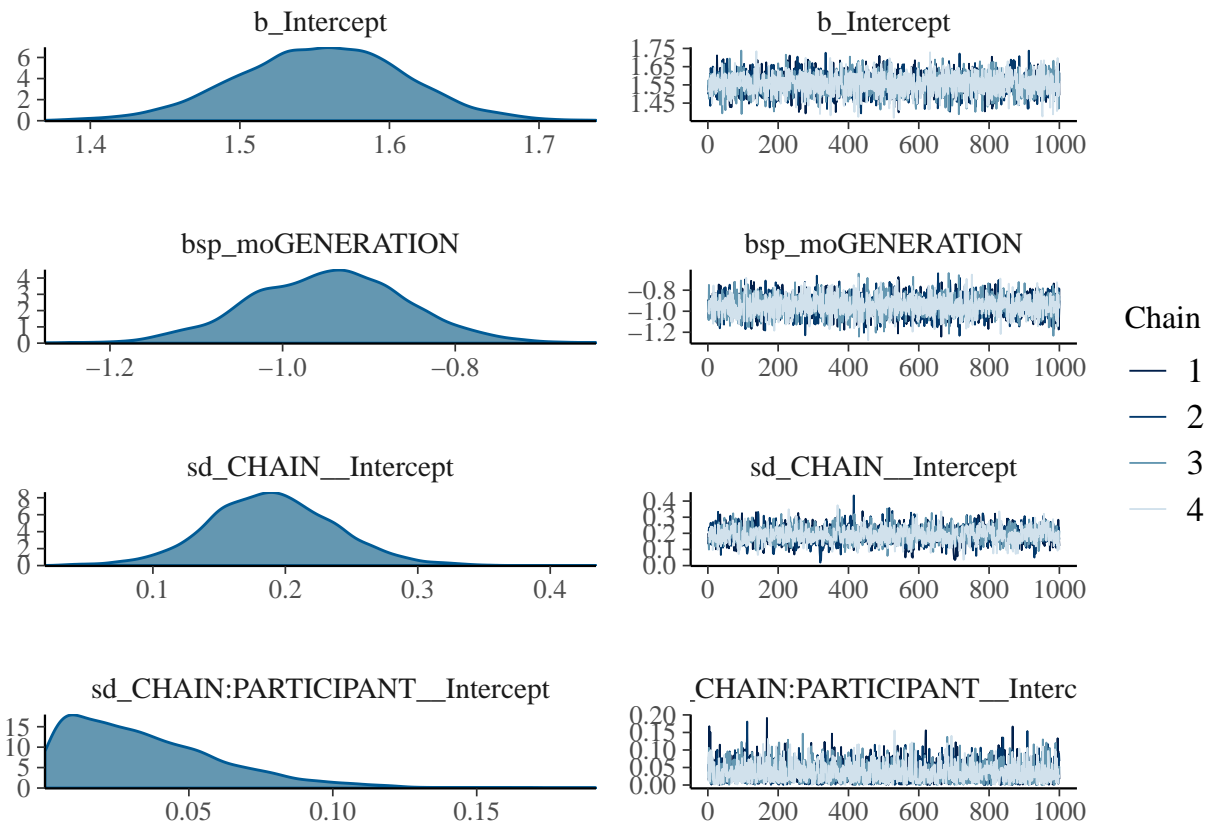 b_Intercept
6
4
2
0
1.4 1.5 1.6 1.7
b_Intercept
1.75
1.65
1.55
1.45
0 200 400 600 800 1000
bsp_moGENERATION
4
3
2
1
0
−1.2 −1.0 −0.8
bsp_moGENERATION
−0.8
−1.0
−1.2
0 200 400 600 800 1000
sd_CHAIN__Intercept
8
6
4
2
0
0.1 0.2 0.3 0.4
sd_CHAIN__Intercept
0.4
0.3
0.2
0.1
0.0
0 200 400 600 800 1000
sd_CHAIN:PARTICIPANT__Intercept
15
10
5
0
0.05 0.10 0.15
_CHAIN:PARTICIPANT__Interc
0.20
0.15
0.10
0.05
0.00
0 200 400 600 800 1000
Chain
1
2
3
4